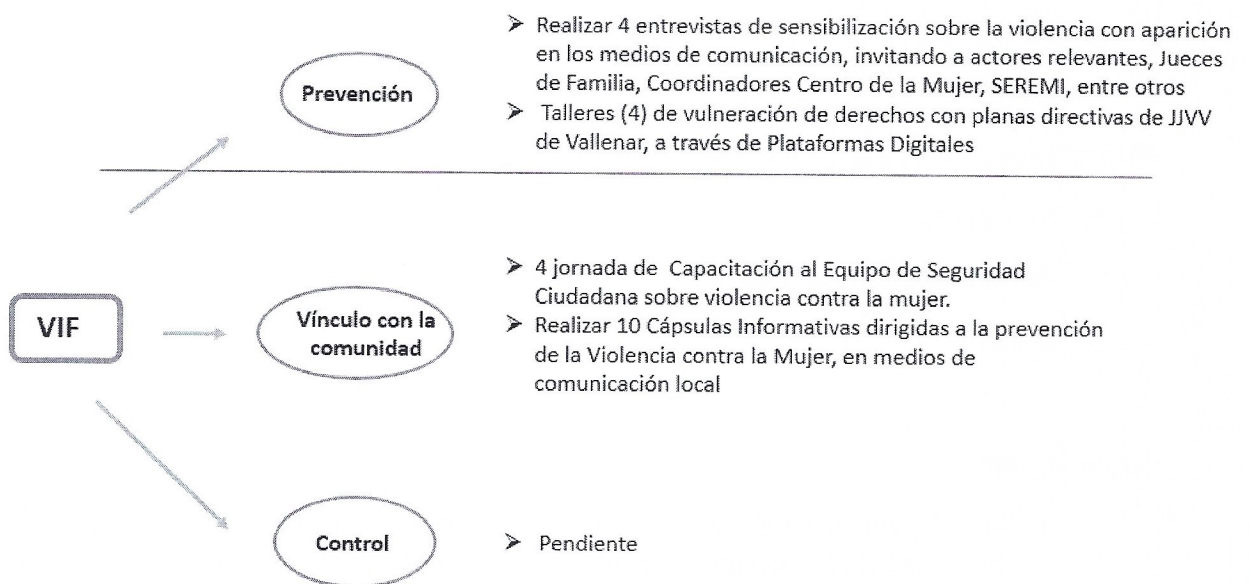 ➤ Realizar 4 entrevistas de sensibilización sobre la violencia con aparición
en los medios de comunicación, invitando a actores relevantes, Jueces
de Familia, Coordinadores Centro de la Mujer, SEREMI, entre otros
➤ Talleres (4) de vulneración de derechos con planas directivas de JJVV
de Vallenar, a través de Plataformas Digitales
Prevención
➤ 4 jornada de Capacitación al Equipo de Seguridad
Ciudadana sobre violencia contra la mujer.
➤ Realizar 10 Cápsulas Informativas dirigidas a la prevención
de la Violencia contra la Mujer, en medios de
comunicación local
VIF
Vínculo con la
comunidad
Control
➤ Pendiente